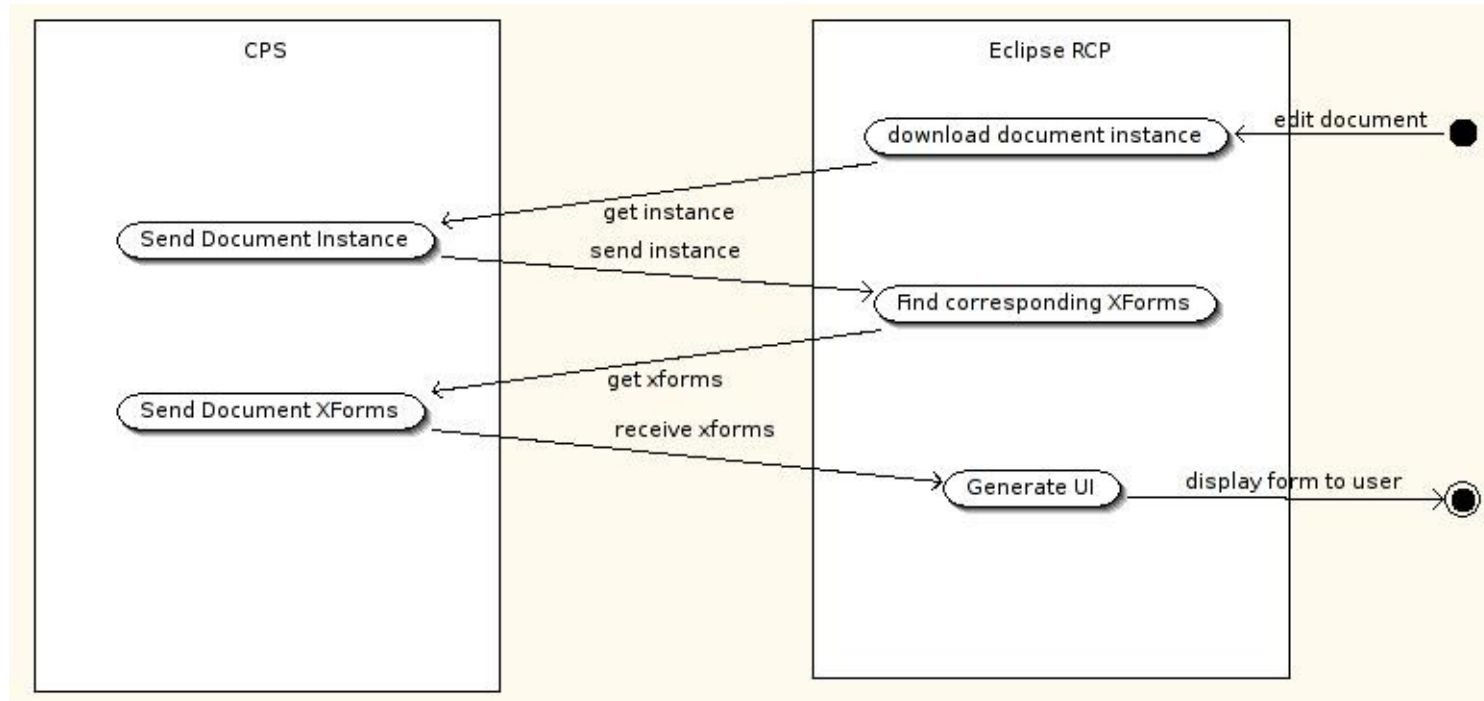 CPS
Eclipse RCP
edit document
download document instance
get instance
Send Document Instance
send instance
Find corresponding XForms
get xforms
Send Document XForms
receive xforms
Generate UI
display form to user